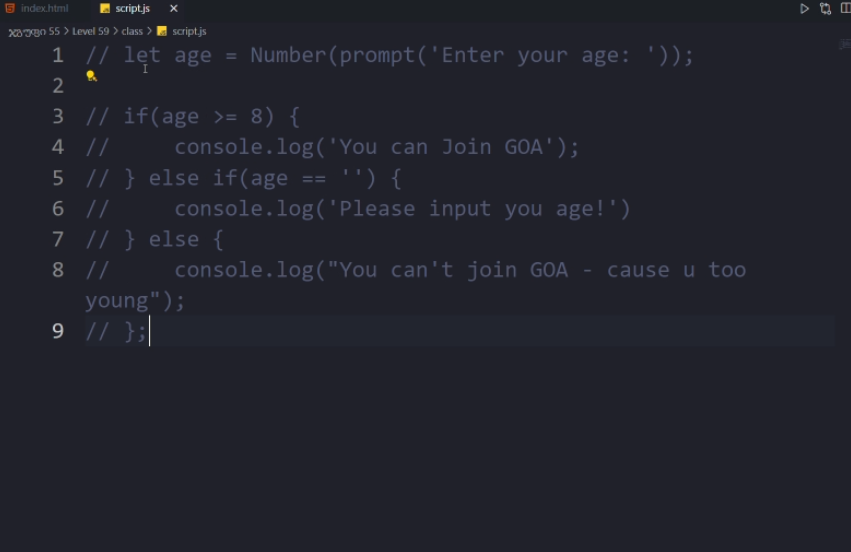 index.html
script.js
ჯგუფი 55 > Level 59 > class > script.js
1 // let age = Number(prompt('Enter your age: '));
2
3 // if(age >= 8) {
4 //     console.log('You can Join GOA');
5 // } else if(age == '') {
6 //     console.log('Please input you age!')
7 // } else {
8 //     console.log("You can't join GOA - cause u too
young");
9 // };